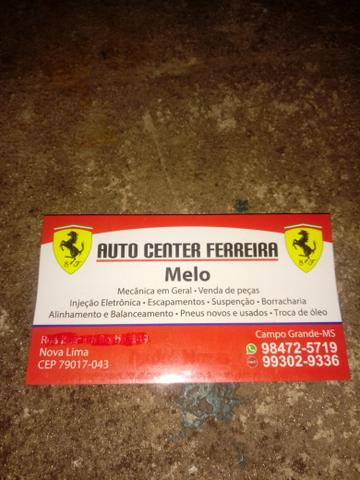 S F
S F
AUTO CENTER FERREIRA
Melo
Mecânica em Geral • Venda de peças
Injeção Eletrônica • Escapamentos • Suspenção • Borracharia
Alinhamento e Balanceamento • Pneus novos e usados • Troca de óleo
Nova Lima
CEP 79017-043
Campo Grande-MS
98472-5719
99302-9336